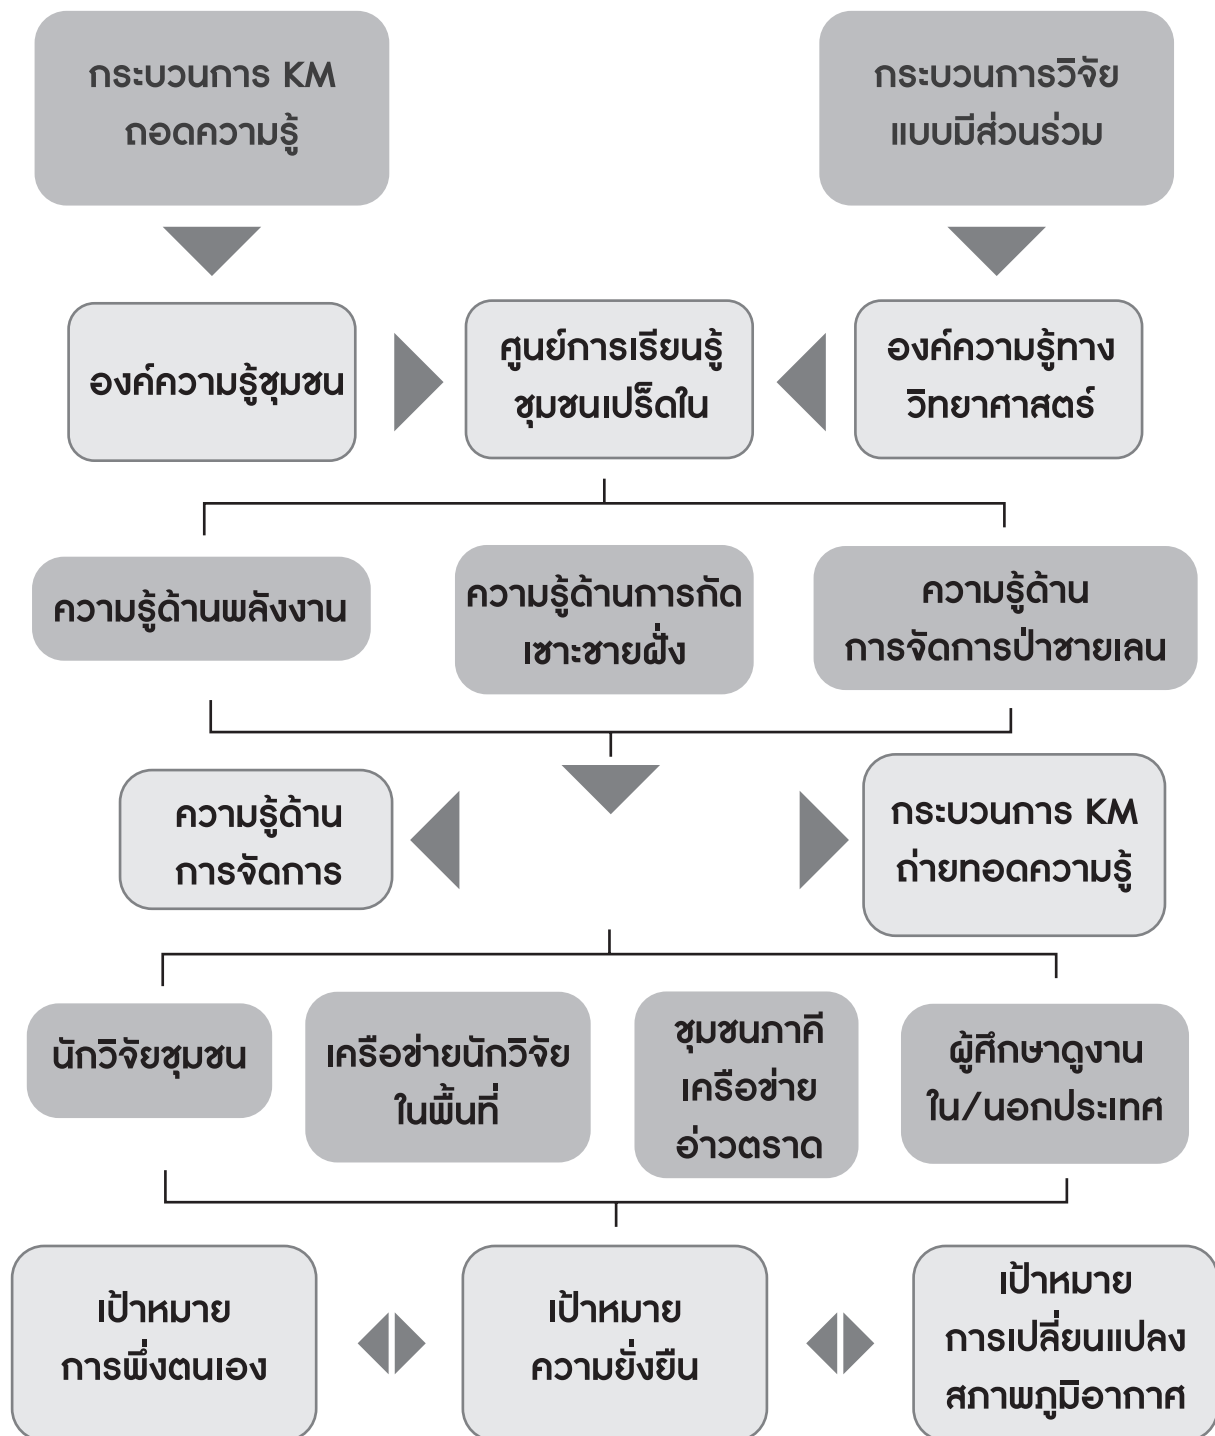 กระบวนการ KM
ถอดความรู้
กระบวนการวิจัย
แบบมีส่วนร่วม
องค์ความรู้ชุมชน
ศูนย์การเรียนรู้
ชุมชนเปร็ดใน
องค์ความรู้ทาง
วิทยาศาสตร์
ความรู้ด้านพลังงาน
ความรู้ด้านการกัด
เซาะชายฝั่ง
ความรู้ด้าน
การจัดการป่าชายเลน
ความรู้ด้าน
การจัดการ
กระบวนการ KM
ถ่ายทอดความรู้
นักวิจัยชุมชน
เครือข่ายนักวิจัย
ในพื้นที่
ชุมชนภาคี
เครือข่าย
อ่าวตราด
ผู้ศึกษาดูงาน
ใน/นอกประเทศ
เป้าหมาย
การพึ่งตนเอง
เป้าหมาย
ความยั่งยืน
เป้าหมาย
การเปลี่ยนแปลง
สภาพภูมิอากาศ